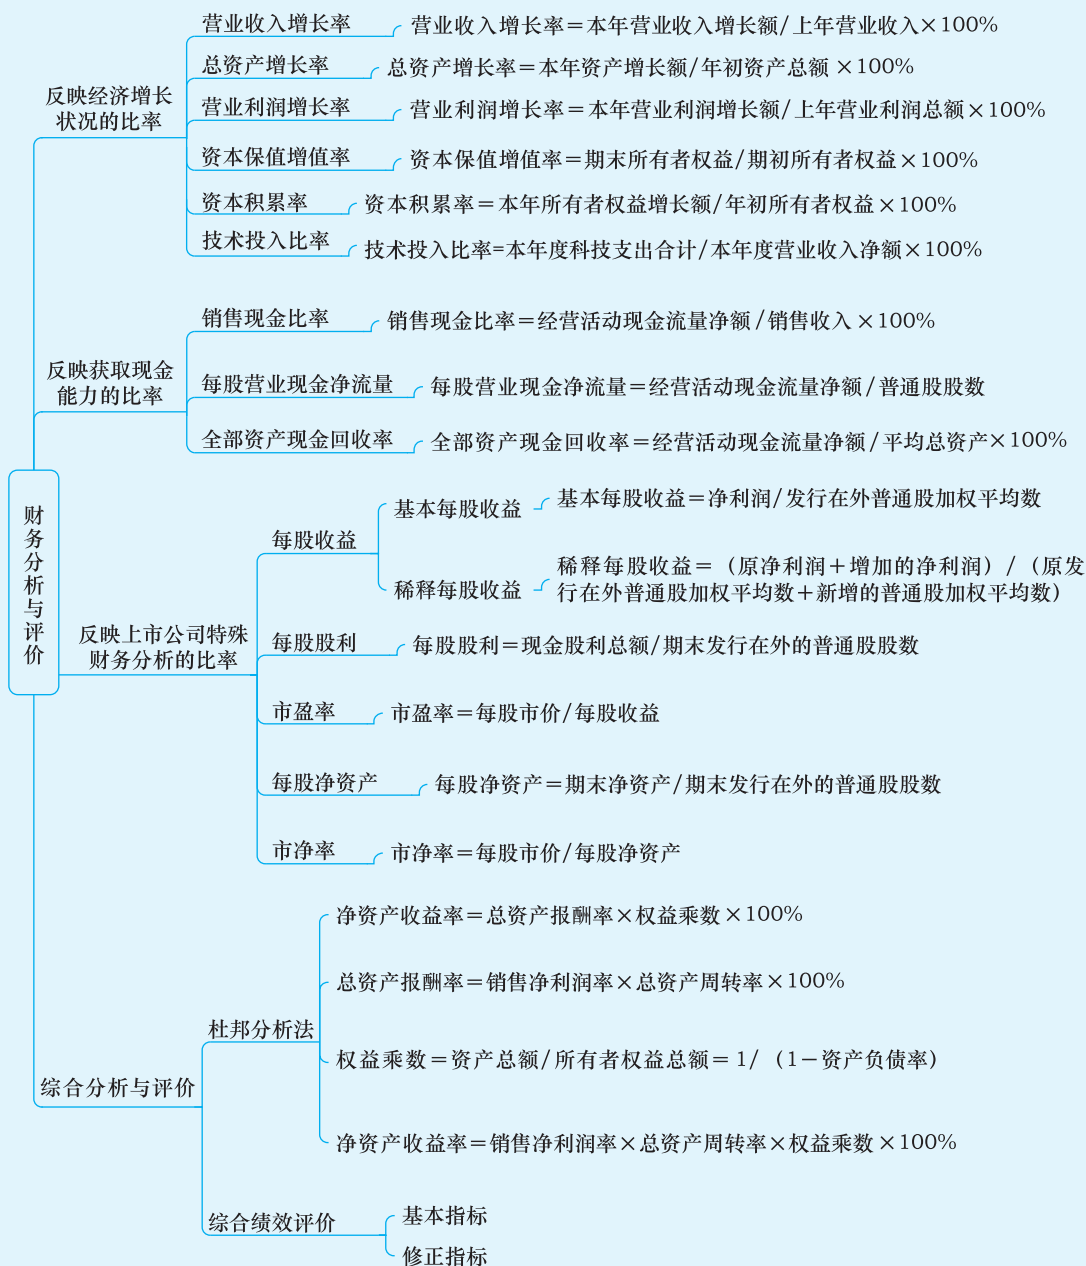 营业收入增长率
营业收入增长率＝本年营业收入增长额/上年营业收入×100%
总资产增长率
总资产增长率＝本年资产增长额/年初资产总额×100%
反映经济增长
状况的比率
营业利润增长率
营业利润增长率＝本年营业利润增长额/上年营业利润总额×100%
资本保值增值率
资本保值增值率＝期末所有者权益/期初所有者权益×100%
资本积累率
资本积累率＝本年所有者权益增长额/年初所有者权益×100%
技术投入比率
技术投入比率=本年度科技支出合计/本年度营业收入净额×100%
销售现金比率
销售现金比率＝经营活动现金流量净额/销售收入×100%
反映获取现金
能力的比率
每股营业现金净流量
每股营业现金净流量＝经营活动现金流量净额/普通股股数
全部资产现金回收率
全部资产现金回收率＝经营活动现金流量净额/平均总资产×100%
财务分析与评价
反映上市公司特殊
财务分析的比率
每股收益
基本每股收益
基本每股收益＝净利润/发行在外普通股加权平均数
稀释每股收益
稀释每股收益＝（原净利润＋增加的净利润）/（原发
行在外普通股加权平均数＋新增的普通股加权平均数）
每股股利
每股股利＝现金股利总额/期末发行在外的普通股股数
市盈率
市盈率＝每股市价/每股收益
每股净资产
每股净资产＝期末净资产/期末发行在外的普通股股数
市净率
市净率＝每股市价/每股净资产
综合分析与评价
杜邦分析法
净资产收益率＝总资产报酬率×权益乘数×100%
总资产报酬率＝销售净利润率×总资产周转率×100%
权益乘数＝资产总额/所有者权益总额＝1/（1－资产负债率）
净资产收益率＝销售净利润率×总资产周转率×权益乘数×100%
综合绩效评价
基本指标
修正指标